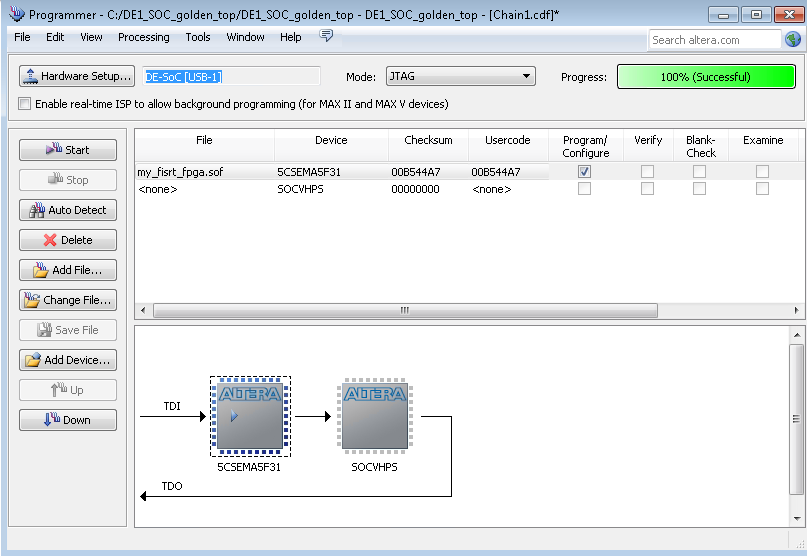 Programmer - C:/DE1_SOC_golden_top/DE1_SOC_golden_top - DE1_SOC_golden_top - [Chain1.cdf]*
File Edit View Processing Tools Window Help Search altera.com
Hardware Setup... DE-SoC [USB-1] Mode: JTAG Progress: 100% (Successful)
Enable real-time ISP to allow background programming (for MAX II and MAX V devices)
Start
Stop
Auto Detect
Delete
Add File...
Change File...
Save File
Add Device...
Up
Down
File Device Checksum Usercode Program/ Verify Blank- Examine
Configure Check
my_fisrt_fpga.sof 5CSEMA5F31 00B544A7 00B544A7
<none> SOCVHPS 00000000 <none>
ALTERA ALTERA
TDI
5CSEMA5F31 SOCVHPS
TDO